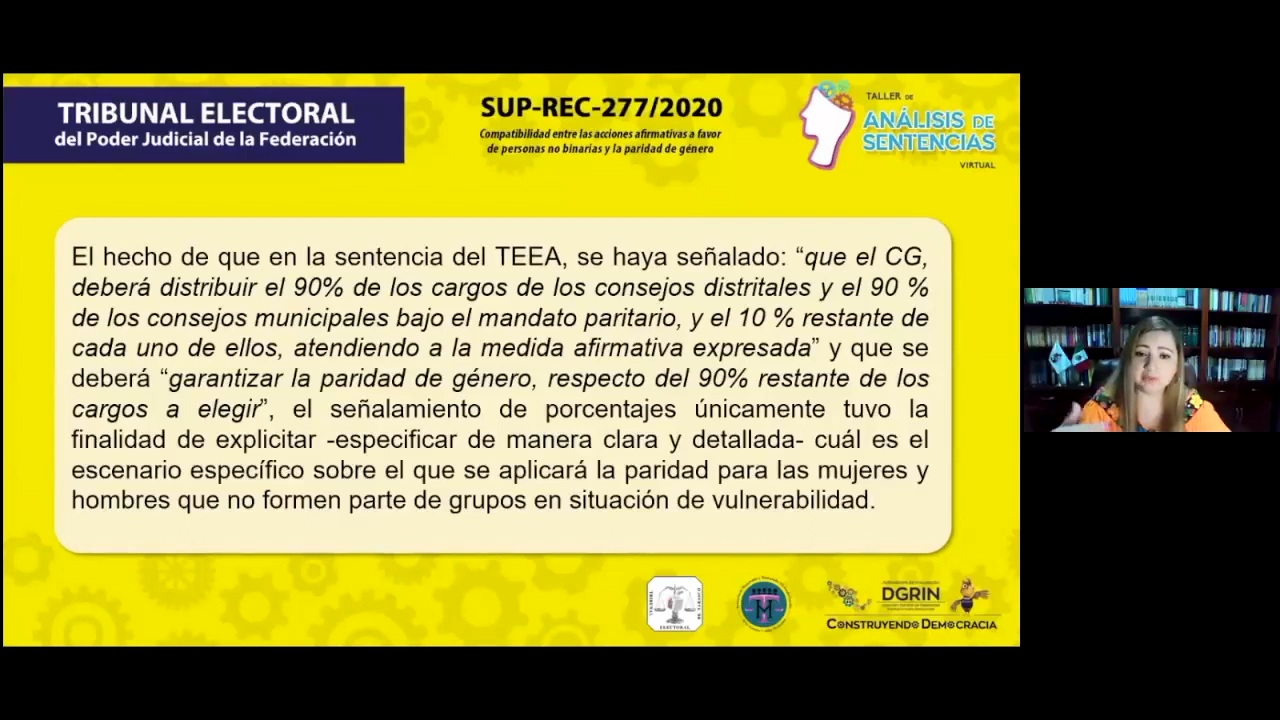 TRIBUNAL ELECTORAL
del Poder Judicial de la Federación
SUP-REC-277/2020
Compatibilidad entre las acciones afirmativas a favor
de personas no binarias y la paridad de género
TALLER DE
ANÁLISIS DE
SENTENCIAS
VIRTUAL
El hecho de que en la sentencia del TEEA, se haya señalado: “que el CG,
deberá distribuir el 90% de los cargos de los consejos distritales y el 90 %
de los consejos municipales bajo el mandato paritario, y el 10 % restante de
cada uno de ellos, atendiendo a la medida afirmativa expresada” y que se
deberá “garantizar la paridad de género, respecto del 90% restante de los
cargos a elegir”, el señalamiento de porcentajes únicamente tuvo la
finalidad de explicitar -especificar de manera clara y detallada- cuál es el
escenario específico sobre el que se aplicará la paridad para las mujeres y
hombres que no formen parte de grupos en situación de vulnerabilidad.
ELECTORAL
DGRIN
CONSTRUYENDO DEMOCRACIA